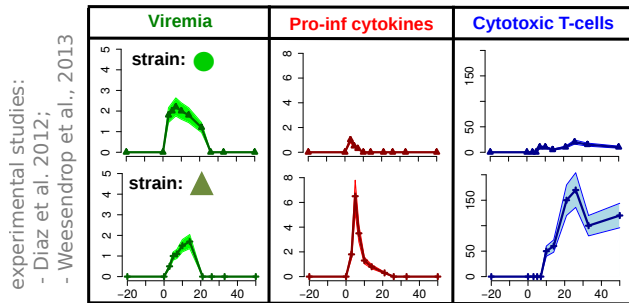 Viremia
Pro-inf cytokines
Cytotoxic T-cells
experimental studies:
- Diaz et al. 2012;
- Weesendrop et al., 2013
strain:
0 1 2 3 4 5
0 2 4 6 8
0 50 150
strain:
0 1 2 3 4 5
-20 0 20 40
0 2 4 6 8
-20 0 20 40
0 50 150
-20 0 20 40